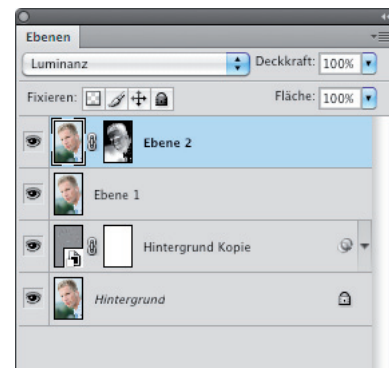 Ebenen
Luminanz Deckkraft: 100%
Fixieren: Fläche: 100%
Ebene 2
Ebene 1
Hintergrund Kopie
Hintergrund